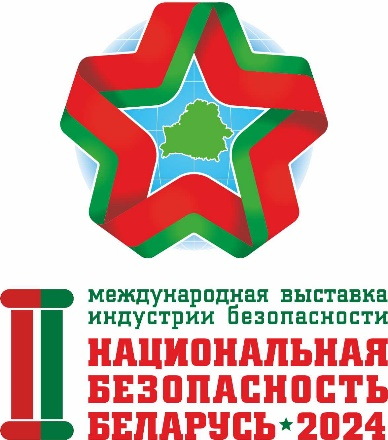 II
международная выставка
индустрии безопасности
НАЦИОНАЛЬНАЯ
БЕЗОПАСНОСТЬ
БЕЛАРУСЬ★2024